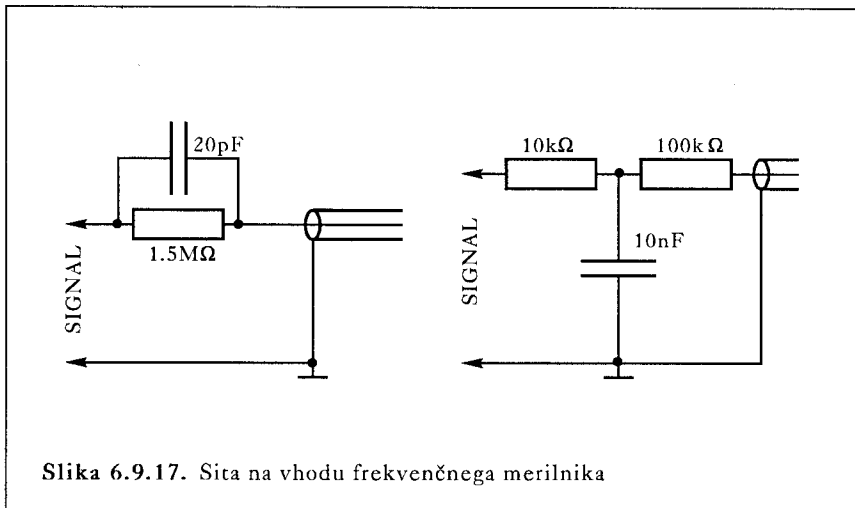 20pF
1.5MΩ
SIGNAL
10kΩ
100kΩ
10nF
SIGNAL
Slika 6.9.17. Sita na vhodu frekvenčnega merilnika